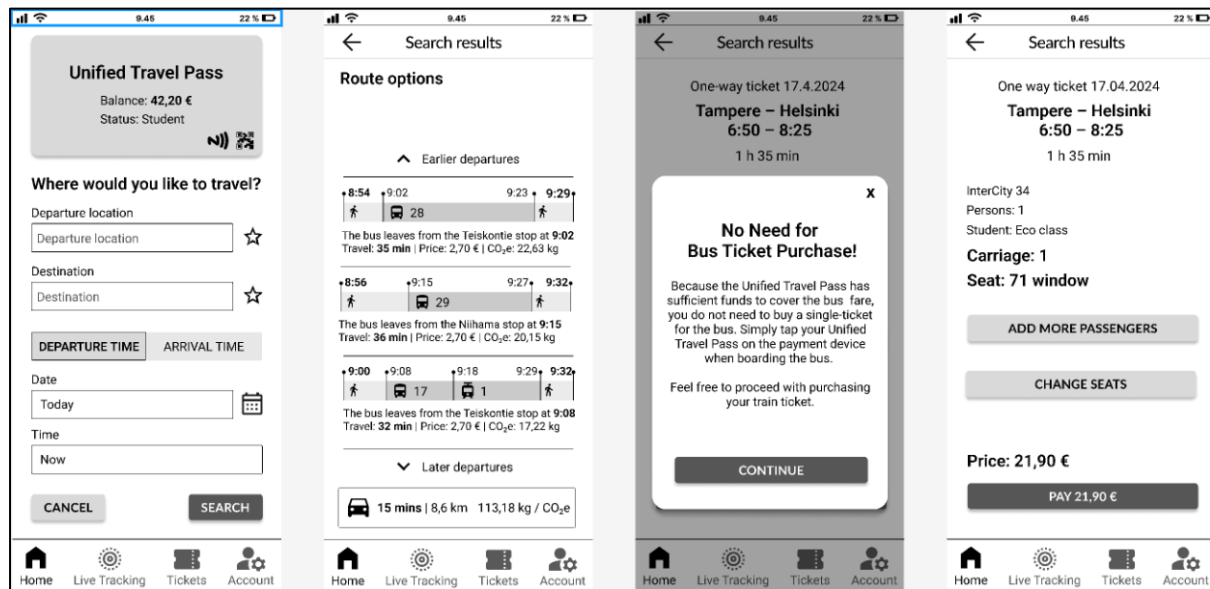 9.45
22 %
Unified Travel Pass
Balance: 42,20 €
Status: Student
Where would you like to travel?
Departure location
Departure location
Destination
Destination
DEPARTURE TIME
ARRIVAL TIME
Date
Today
Time
Now
CANCEL
SEARCH
Home
Live Tracking
Tickets
Account
9.45
22 %
Search results
Route options
Earlier departures
8:54 9:02 9:23 9:29
28
The bus leaves from the Teiskontie stop at 9:02
Travel: 35 min | Price: 2,70 € | CO₂e: 22,63 kg
8:56 9:15 9:27 9:32
29
The bus leaves from the Niihama stop at 9:15
Travel: 36 min | Price: 2,70 € | CO₂e: 20,15 kg
9:00 9:08 9:18 9:29 9:32
17 1
The bus leaves from the Teiskontie stop at 9:08
Travel: 32 min | Price: 2,70 € | CO₂e: 17,22 kg
Later departures
15 mins | 8,6 km 113,18 kg / CO₂e
Home
Live Tracking
Tickets
Account
9.45
22 %
Search results
One-way ticket 17.4.2024
Tampere – Helsinki
6:50 – 8:25
1 h 35 min
X
No Need for
Bus Ticket Purchase!
Because the Unified Travel Pass has
sufficient funds to cover the bus fare,
you do not need to buy a single-ticket
for the bus. Simply tap your Unified
Travel Pass on the payment device
when boarding the bus.
Feel free to proceed with purchasing
your train ticket.
CONTINUE
Home
Live Tracking
Tickets
Account
9.45
22 %
Search results
One way ticket 17.04.2024
Tampere – Helsinki
6:50 – 8:25
1 h 35 min
InterCity 34
Persons: 1
Student: Eco class
Carriage: 1
Seat: 71 window
ADD MORE PASSENGERS
CHANGE SEATS
Price: 21,90 €
PAY 21,90 €
Home
Live Tracking
Tickets
Account